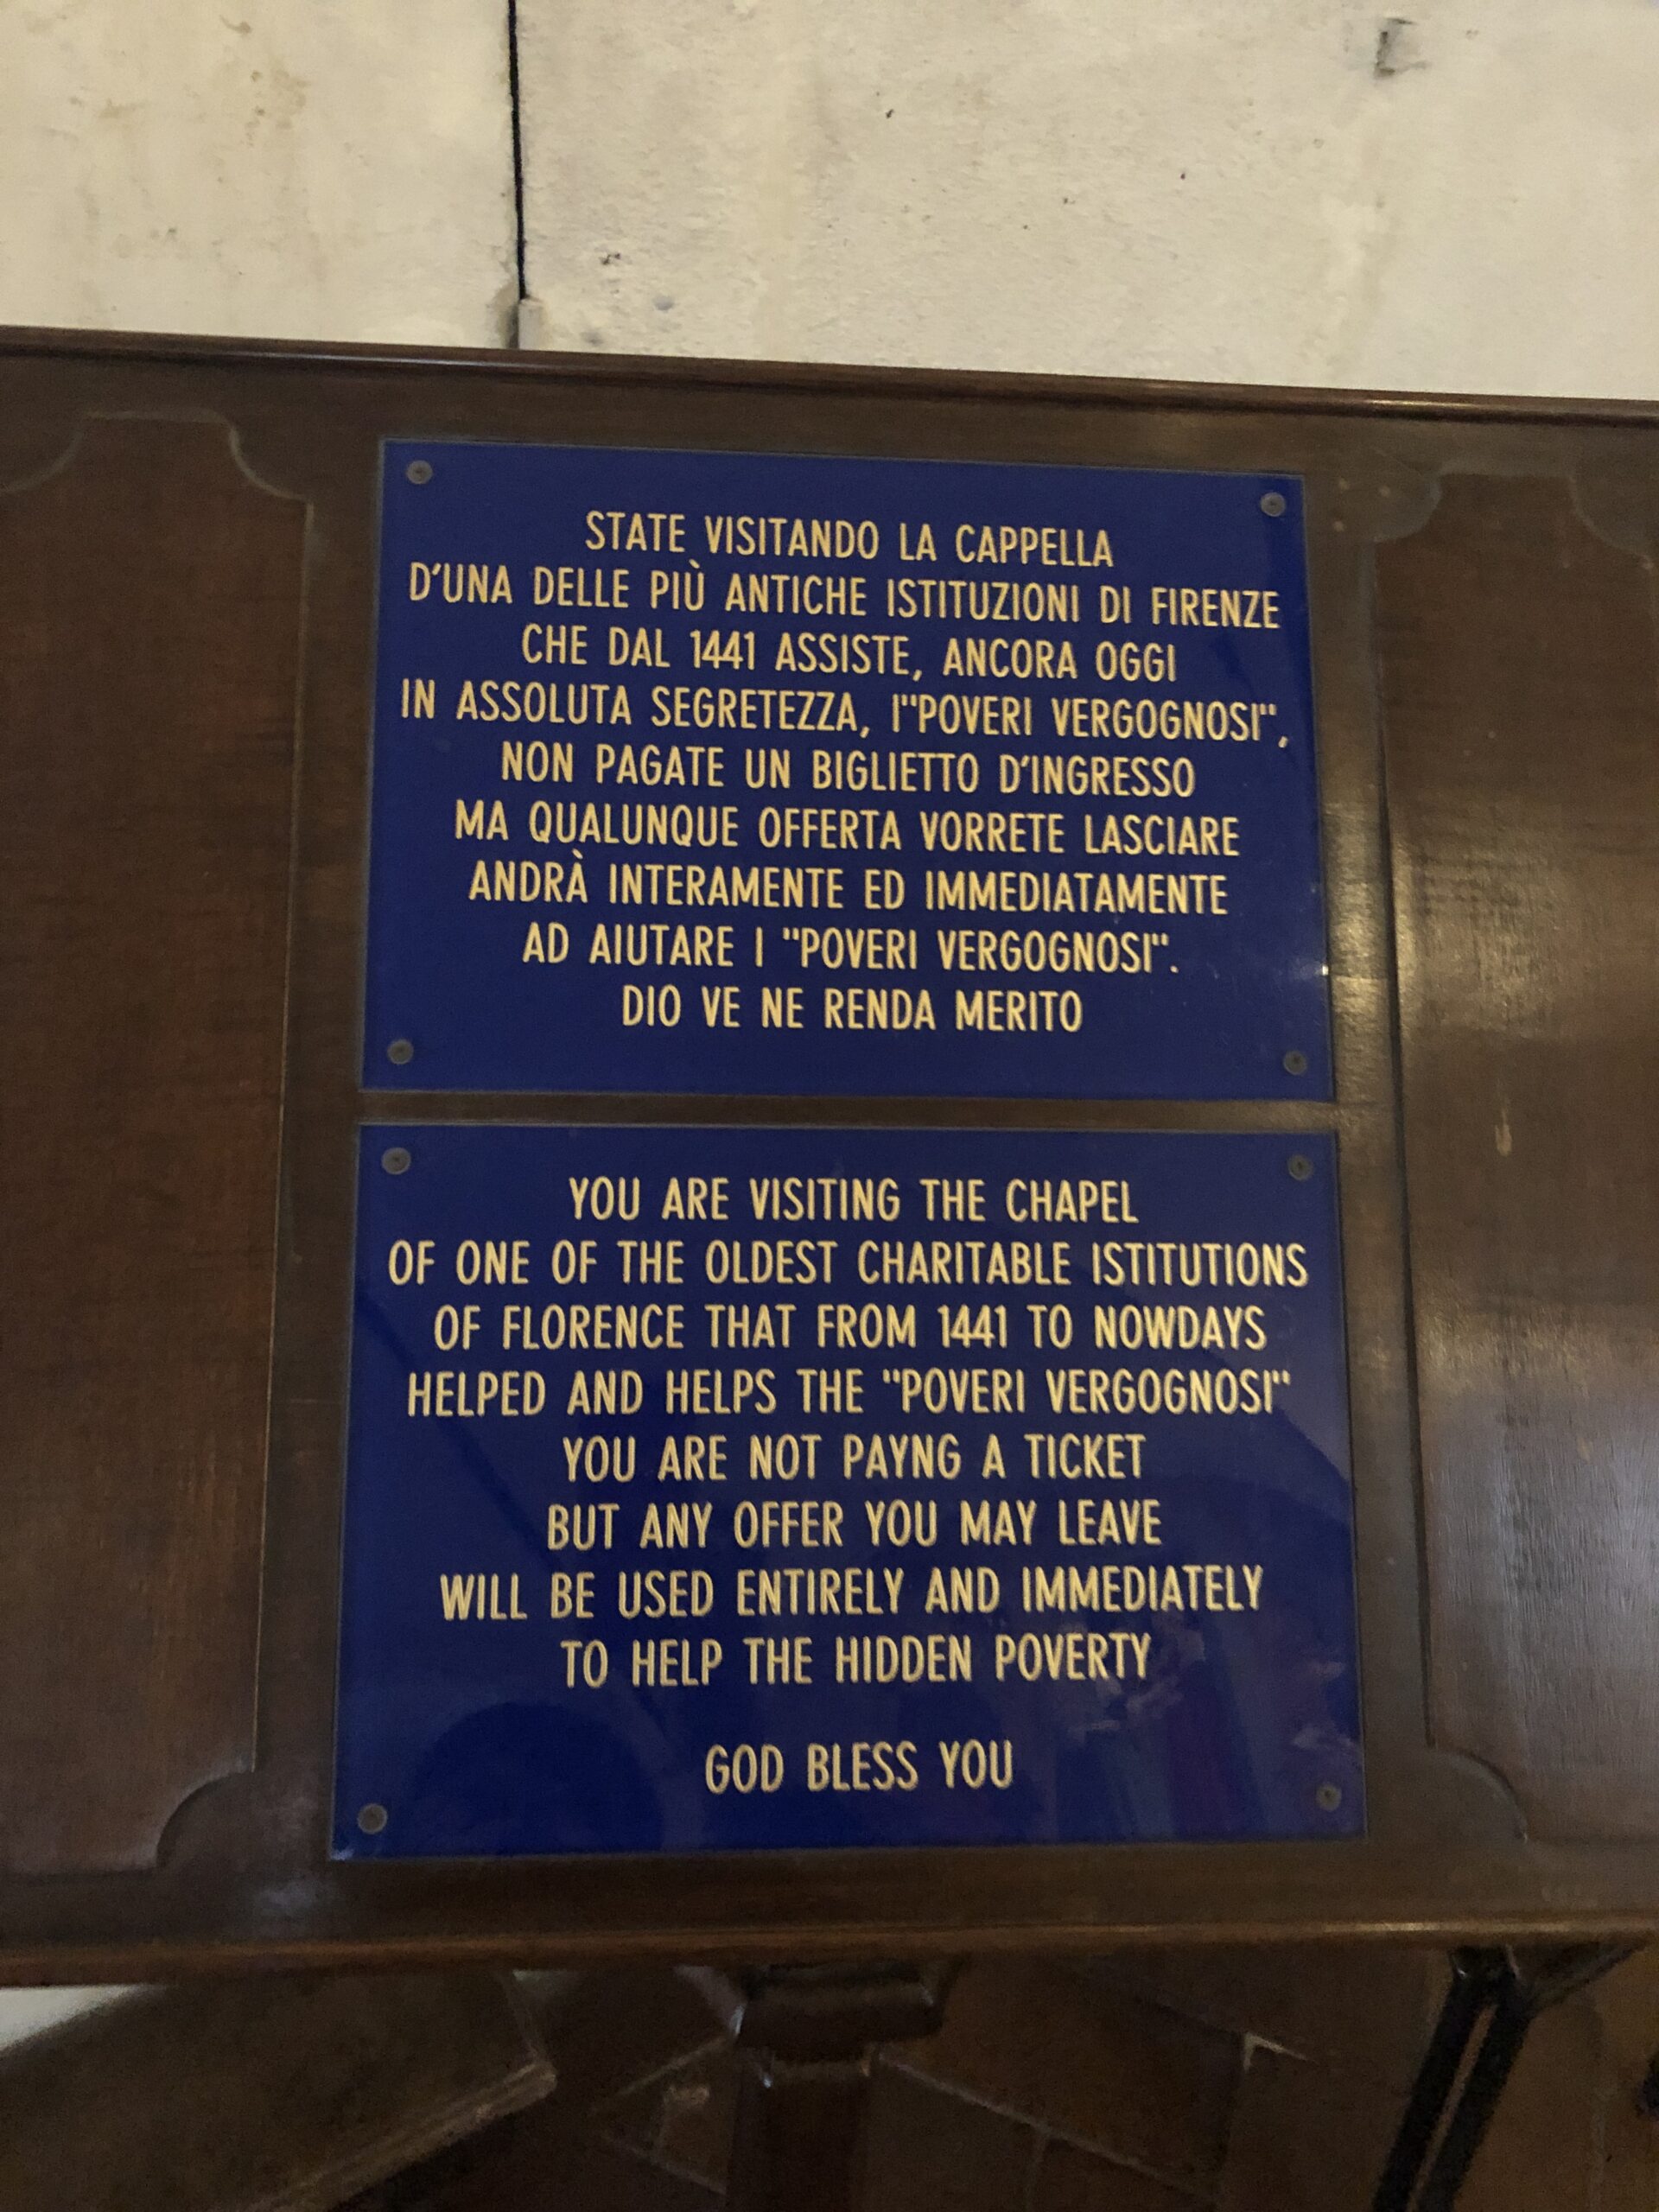 STATE VISITANDO LA CAPPELLA
D'UNA DELLE PIÙ ANTICHE ISTITUZIONI DI FIRENZE
CHE DAL 1441 ASSISTE, ANCORA OGGI
IN ASSOLUTA SEGRETEZZA, I"POVERI VERGOGNOSI",
NON PAGATE UN BIGLIETTO D'INGRESSO
MA QUALUNQUE OFFERTA VORRETE LASCIARE
ANDRÀ INTERAMENTE ED IMMEDIATAMENTE
AD AIUTARE I "POVERI VERGOGNOSI".
DIO VE NE RENDA MERITO
YOU ARE VISITING THE CHAPEL
OF ONE OF THE OLDEST CHARITABLE ISTITUTIONS
OF FLORENCE THAT FROM 1441 TO NOWDAYS
HELPED AND HELPS THE "POVERI VERGOGNOSI"
YOU ARE NOT PAYNG A TICKET
BUT ANY OFFER YOU MAY LEAVE
WILL BE USED ENTIRELY AND IMMEDIATELY
TO HELP THE HIDDEN POVERTY
GOD BLESS YOU